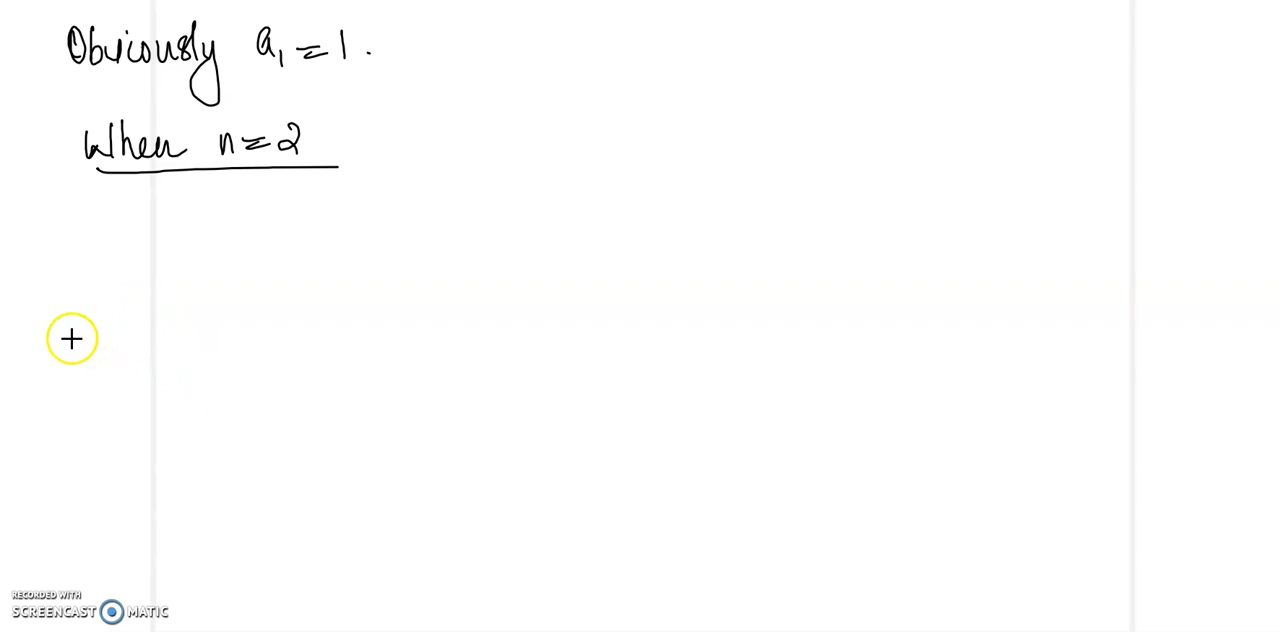 Obviously a₁ = 1.
When n = 2
RECORDED WITH
SCREENCAST MATIC